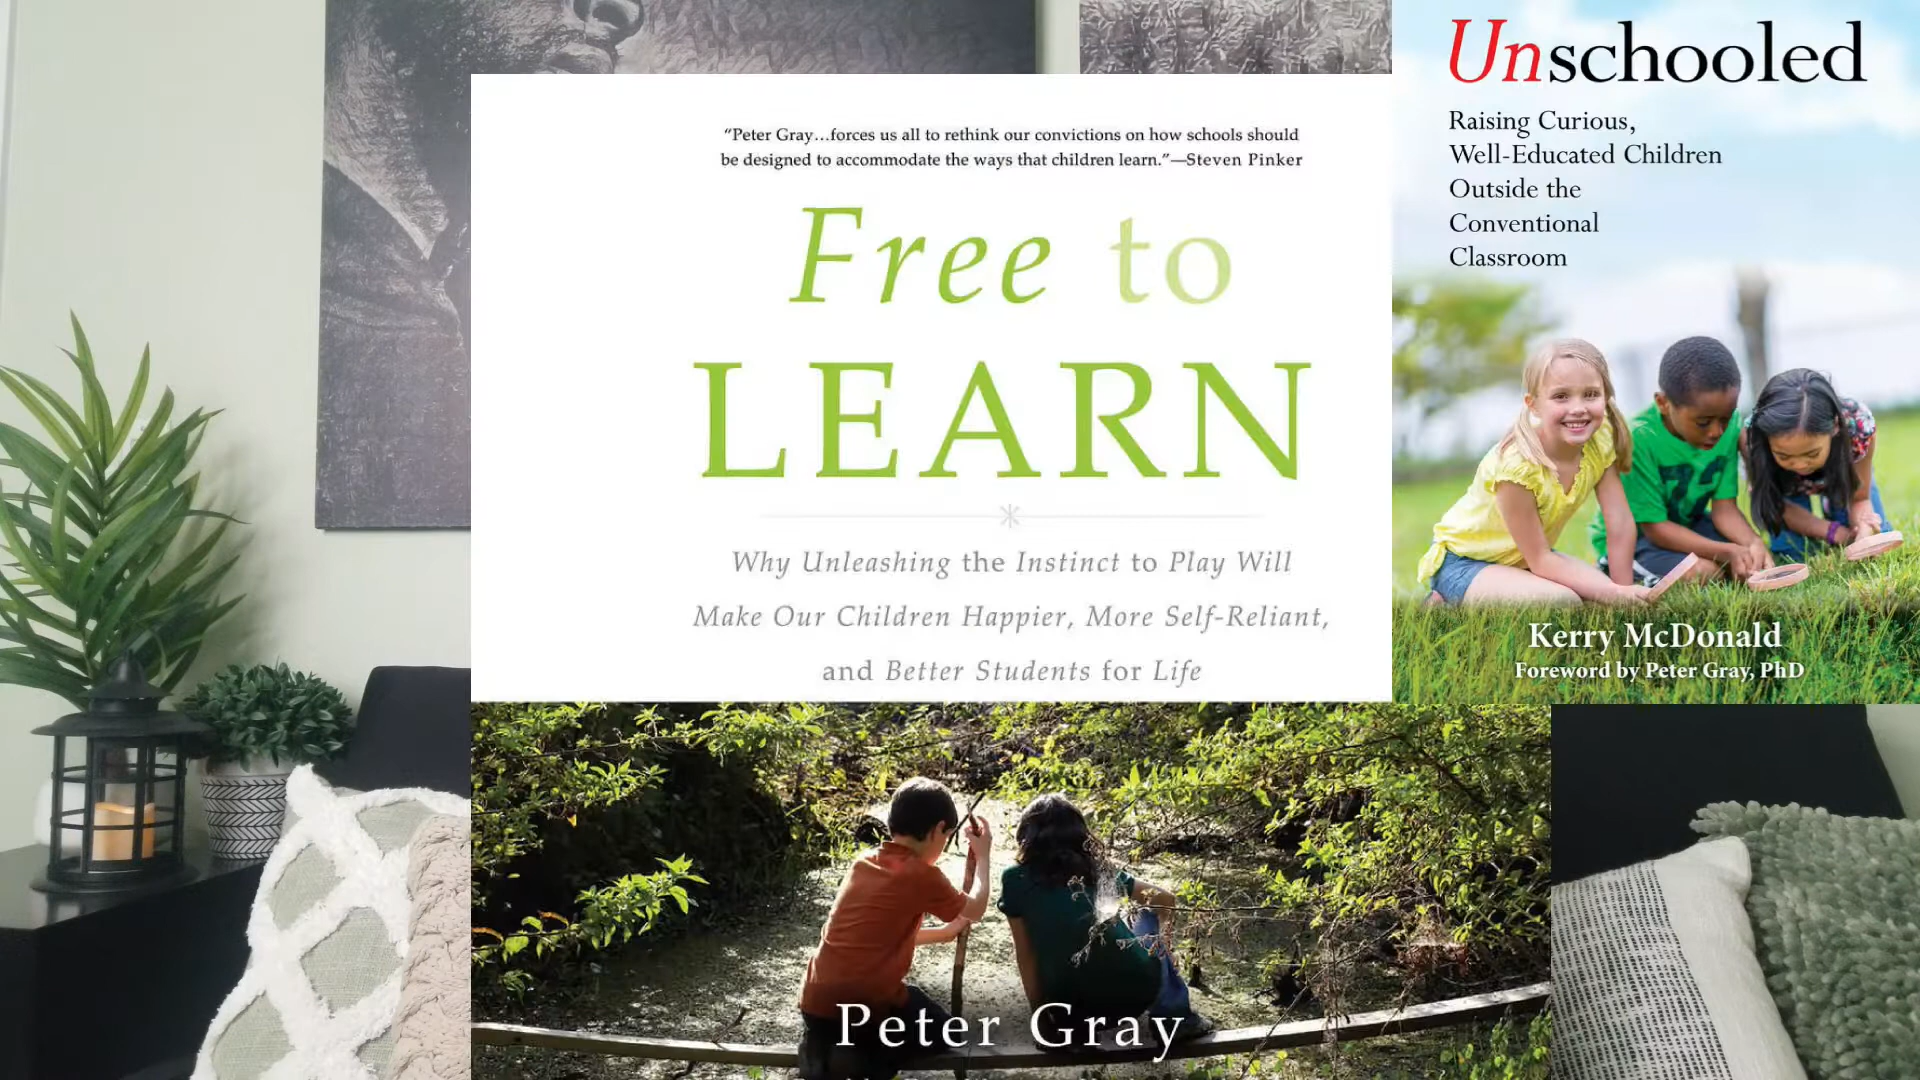 “Peter Gray…forces us all to rethink our convictions on how schools should
be designed to accommodate the ways that children learn.”—Steven Pinker
Free to
LEARN
Why Unleashing the Instinct to Play Will
Make Our Children Happier, More Self-Reliant,
and Better Students for Life
Peter Gray
Unschooled
Raising Curious,
Well-Educated Children
Outside the
Conventional
Classroom
Kerry McDonald
Foreword by Peter Gray, PhD